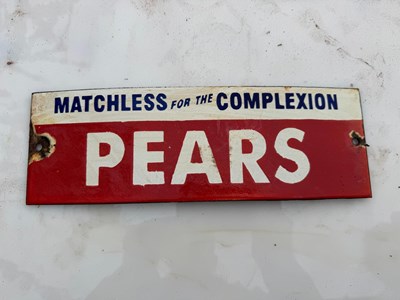 MATCHLESS FOR THE COMPLEXION
PEARS